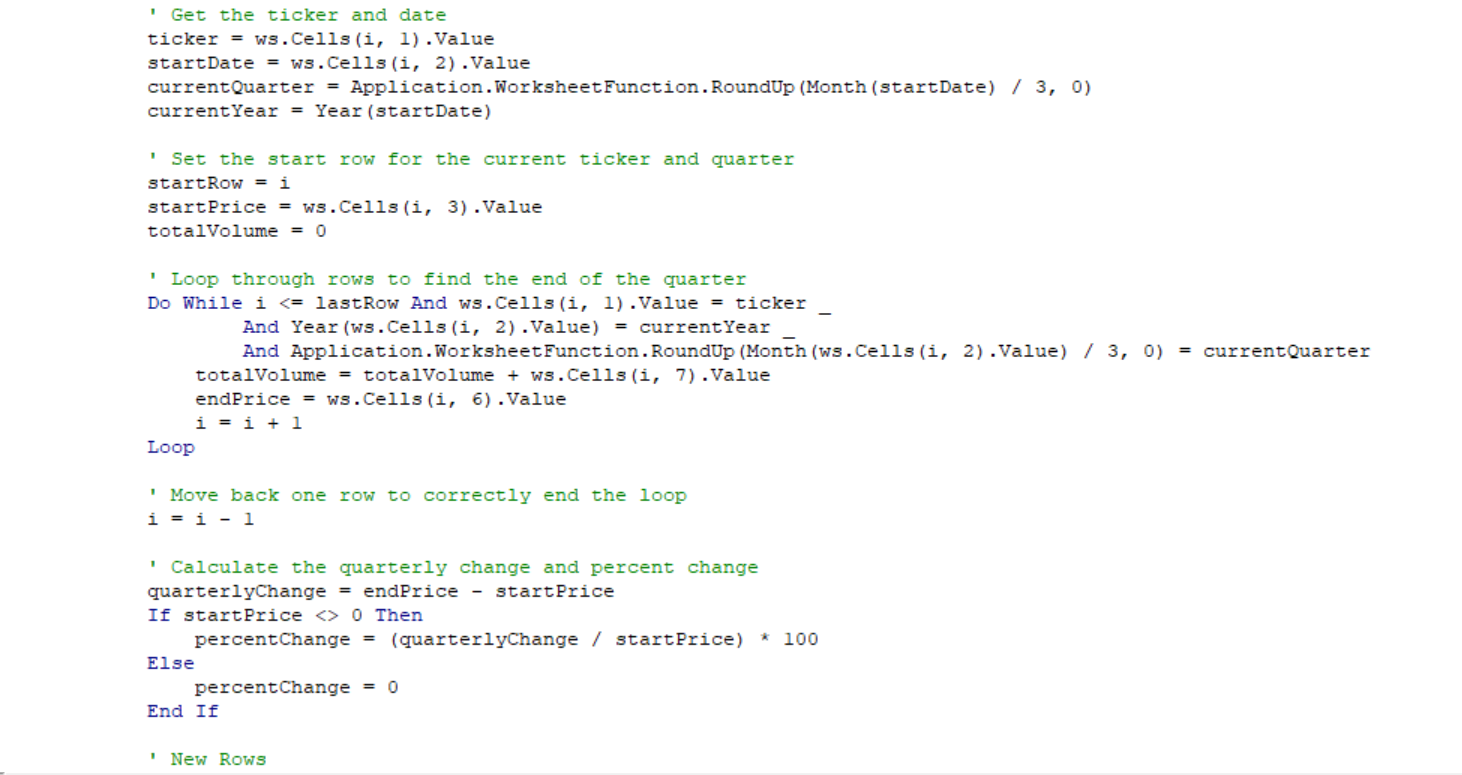 ' Get the ticker and date
ticker = ws.Cells(i, 1).Value
startDate = ws.Cells(i, 2).Value
currentQuarter = Application.WorksheetFunction.RoundUp(Month(startDate) / 3, 0)
currentYear = Year(startDate)
' Set the start row for the current ticker and quarter
startRow = i
startPrice = ws.Cells(i, 3).Value
totalVolume = 0
' Loop through rows to find the end of the quarter
Do While i <= lastRow And ws.Cells(i, 1).Value = ticker _
And Year(ws.Cells(i, 2).Value) = currentYear _
And Application.WorksheetFunction.RoundUp(Month(ws.Cells(i, 2).Value) / 3, 0) = currentQuarter
totalVolume = totalVolume + ws.Cells(i, 7).Value
endPrice = ws.Cells(i, 6).Value
i = i + 1
Loop
' Move back one row to correctly end the loop
i = i - 1
' Calculate the quarterly change and percent change
quarterlyChange = endPrice - startPrice
If startPrice <> 0 Then
percentChange = (quarterlyChange / startPrice) * 100
Else
percentChange = 0
End If
' New Rows